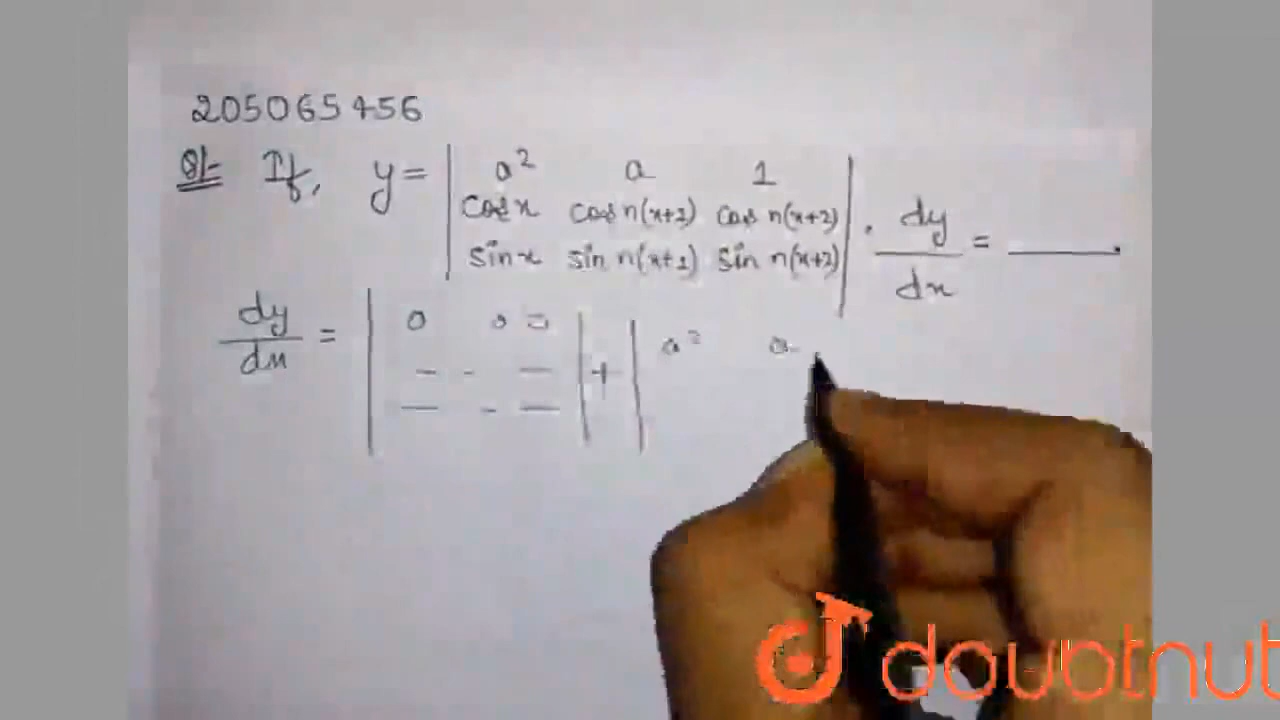 205065456
Q1- If, y = | a² a 1 |
| cos x cos n(x+1) cos n(x+2) | . dy/dx = ____.
| sin x sin n(x+1) sin n(x+2) |
dy/dx = | 0 0 0 | + | a² a
| - - - |
| - - - |
doubtnut